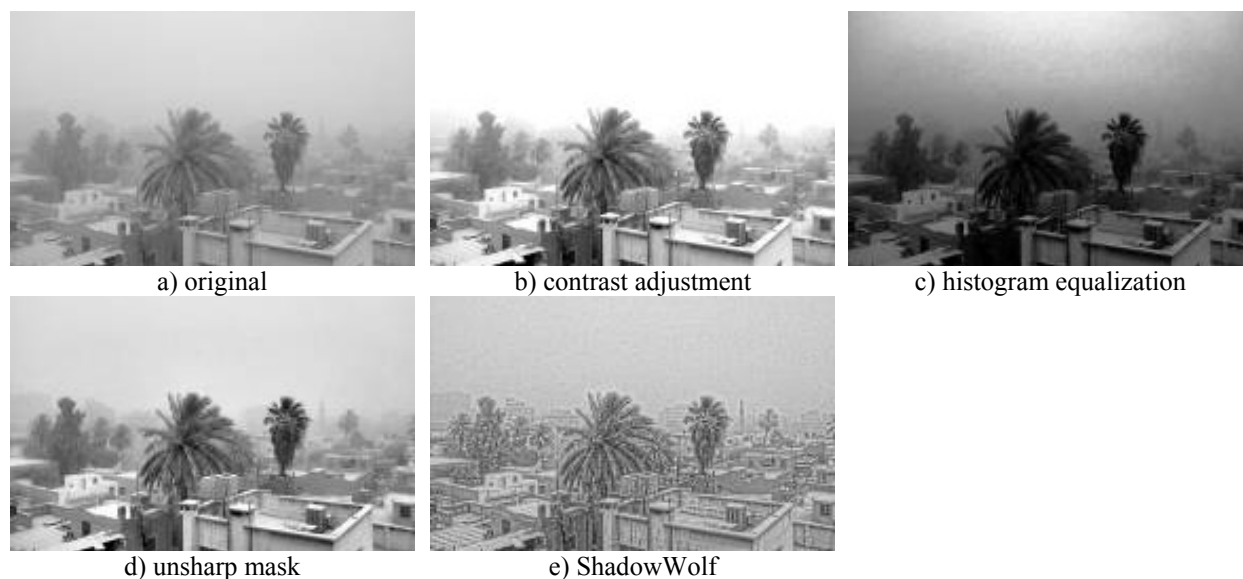 a) original
b) contrast adjustment
c) histogram equalization
d) unsharp mask
e) ShadowWolf